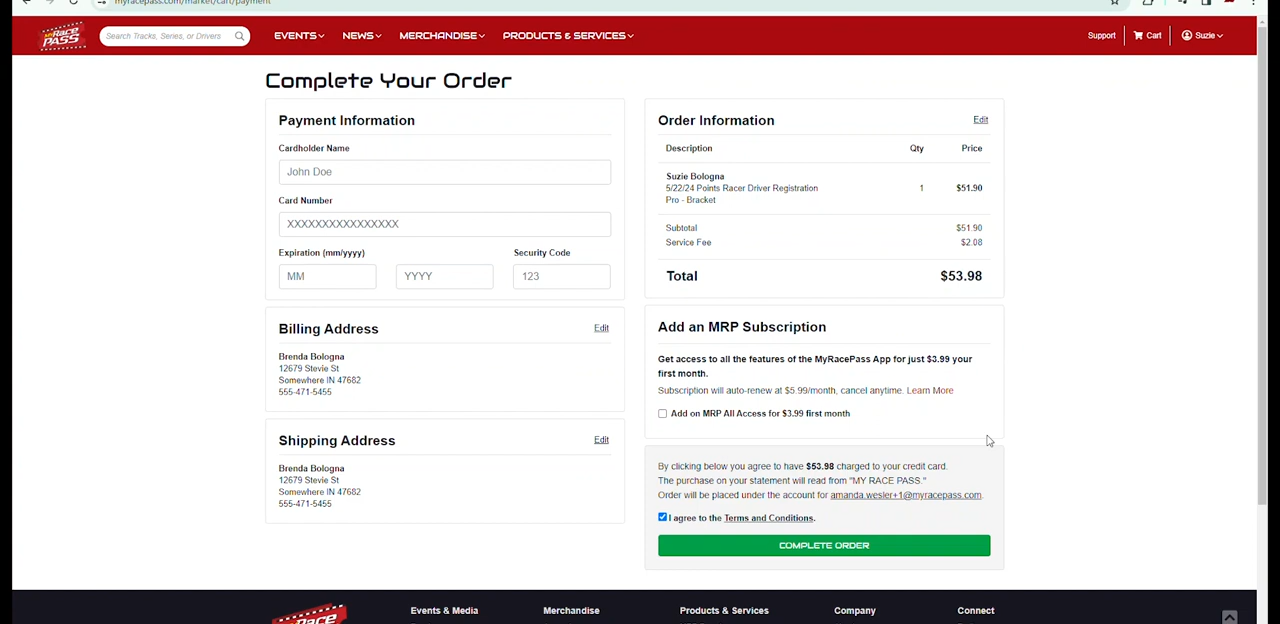 myracepass.com/market/cart/payment
MY RACE PASS
Search Tracks, Series, or Drivers
EVENTS
NEWS
MERCHANDISE
PRODUCTS & SERVICES
Support
Cart
Suzie
Complete Your Order
Payment Information
Cardholder Name
John Doe
Card Number
XXXXXXXXXXXXXXXX
Expiration (mm/yyyy)
Security Code
MM
YYYY
123
Billing Address
Edit
Brenda Bologna
12679 Stevie St
Somewhere IN 47682
555-471-5455
Shipping Address
Edit
Brenda Bologna
12679 Stevie St
Somewhere IN 47682
555-471-5455
Order Information
Edit
Description Qty Price
Suzie Bologna
5/22/24 Points Racer Driver Registration 1 $51.90
Pro - Bracket
Subtotal $51.90
Service Fee $2.08
Total $53.98
Add an MRP Subscription
Get access to all the features of the MyRacePass App for just $3.99 your
first month.
Subscription will auto-renew at $5.99/month, cancel anytime. Learn More
Add on MRP All Access for $3.99 first month
By clicking below you agree to have $53.98 charged to your credit card.
The purchase on your statement will read from "MY RACE PASS."
Order will be placed under the account for amanda.wesler+1@myracepass.com.
I agree to the Terms and Conditions.
COMPLETE ORDER
Race
Events & Media
Merchandise
Products & Services
Company
Connect